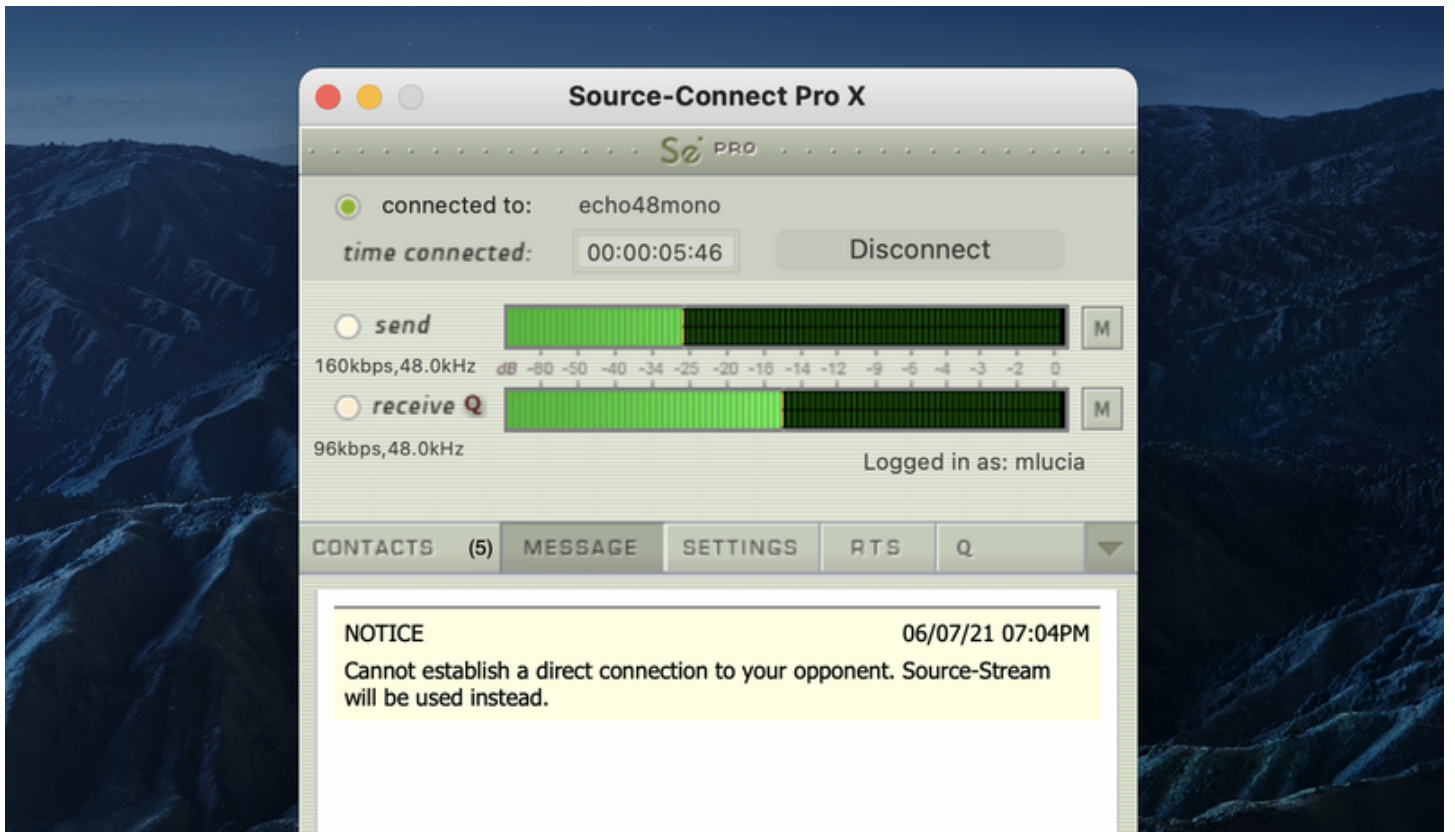 Source-Connect Pro X
Se PRO
connected to: echo48mono
time connected: 00:00:05:46 Disconnect
send M
160kbps,48.0kHz dB -80 -50 -40 -34 -25 -20 -16 -14 -12 -9 -6 -4 -3 -2 0
receive Q M
96kbps,48.0kHz
Logged in as: mlucia
CONTACTS (5) MESSAGE SETTINGS RTS Q
NOTICE 06/07/21 07:04PM
Cannot establish a direct connection to your opponent. Source-Stream
will be used instead.